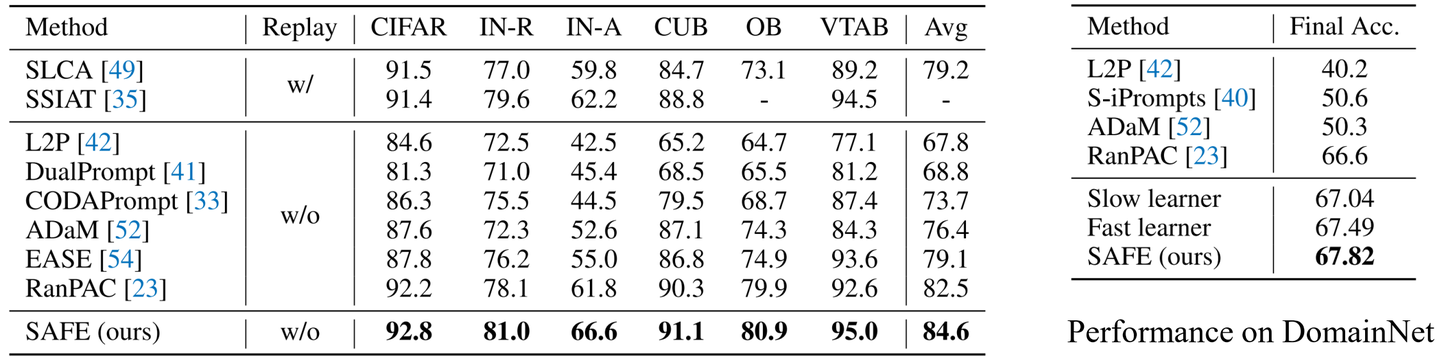 Method Replay CIFAR IN-R IN-A CUB OB VTAB Avg
SLCA [49] w/ 91.5 77.0 59.8 84.7 73.1 89.2 79.2
SSIAT [35] 91.4 79.6 62.2 88.8 - 94.5 -
L2P [42] w/o 84.6 72.5 42.5 65.2 64.7 77.1 67.8
DualPrompt [41] 81.3 71.0 45.4 68.5 65.5 81.2 68.8
CODAPrompt [33] 86.3 75.5 44.5 79.5 68.7 87.4 73.7
ADaM [52] 87.6 72.3 52.6 87.1 74.3 84.3 76.4
EASE [54] 87.8 76.2 55.0 86.8 74.9 93.6 79.1
RanPAC [23] 92.2 78.1 61.8 90.3 79.9 92.6 82.5
SAFE (ours) w/o 92.8 81.0 66.6 91.1 80.9 95.0 84.6
Method Final Acc.
L2P [42] 40.2
S-iPrompts [40] 50.6
ADaM [52] 50.3
RanPAC [23] 66.6
Slow learner 67.04
Fast learner 67.49
SAFE (ours) 67.82
Performance on DomainNet